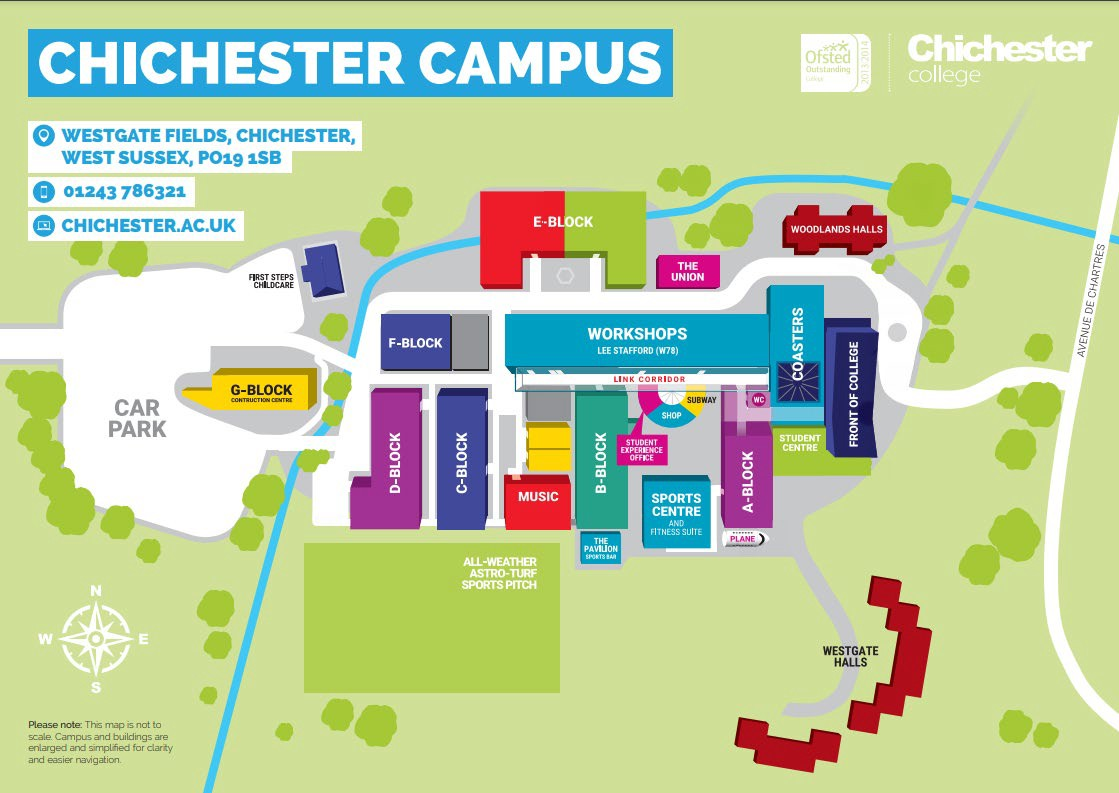 CHICHESTER CAMPUS
Ofsted
Outstanding
College
2013|2014
Chichester
college
WESTGATE FIELDS, CHICHESTER,
WEST SUSSEX, PO19 1SB
01243 786321
CHICHESTER.AC.UK
E-BLOCK
WOODLANDS HALLS
THE
UNION
FIRST STEPS
CHILDCARE
AVENUE DE CHARTRES
F-BLOCK
WORKSHOPS
LEE STAFFORD (W78)
COASTERS
FRONT OF COLLEGE
LINK CORRIDOR
G-BLOCK
CONTRUCTION CENTRE
CAR
PARK
SUBWAY
WC
SHOP
STUDENT
EXPERIENCE
OFFICE
STUDENT
CENTRE
D-BLOCK
C-BLOCK
B-BLOCK
A-BLOCK
MUSIC
SPORTS
CENTRE
AND
FITNESS SUITE
PLANE
THE
PAVILION
SPORTS BAR
ALL-WEATHER
ASTRO-TURF
SPORTS PITCH
N
W
E
S
WESTGATE
HALLS
Please note: This map is not to
scale. Campus and buildings are
enlarged and simplified for clarity
and easier navigation.